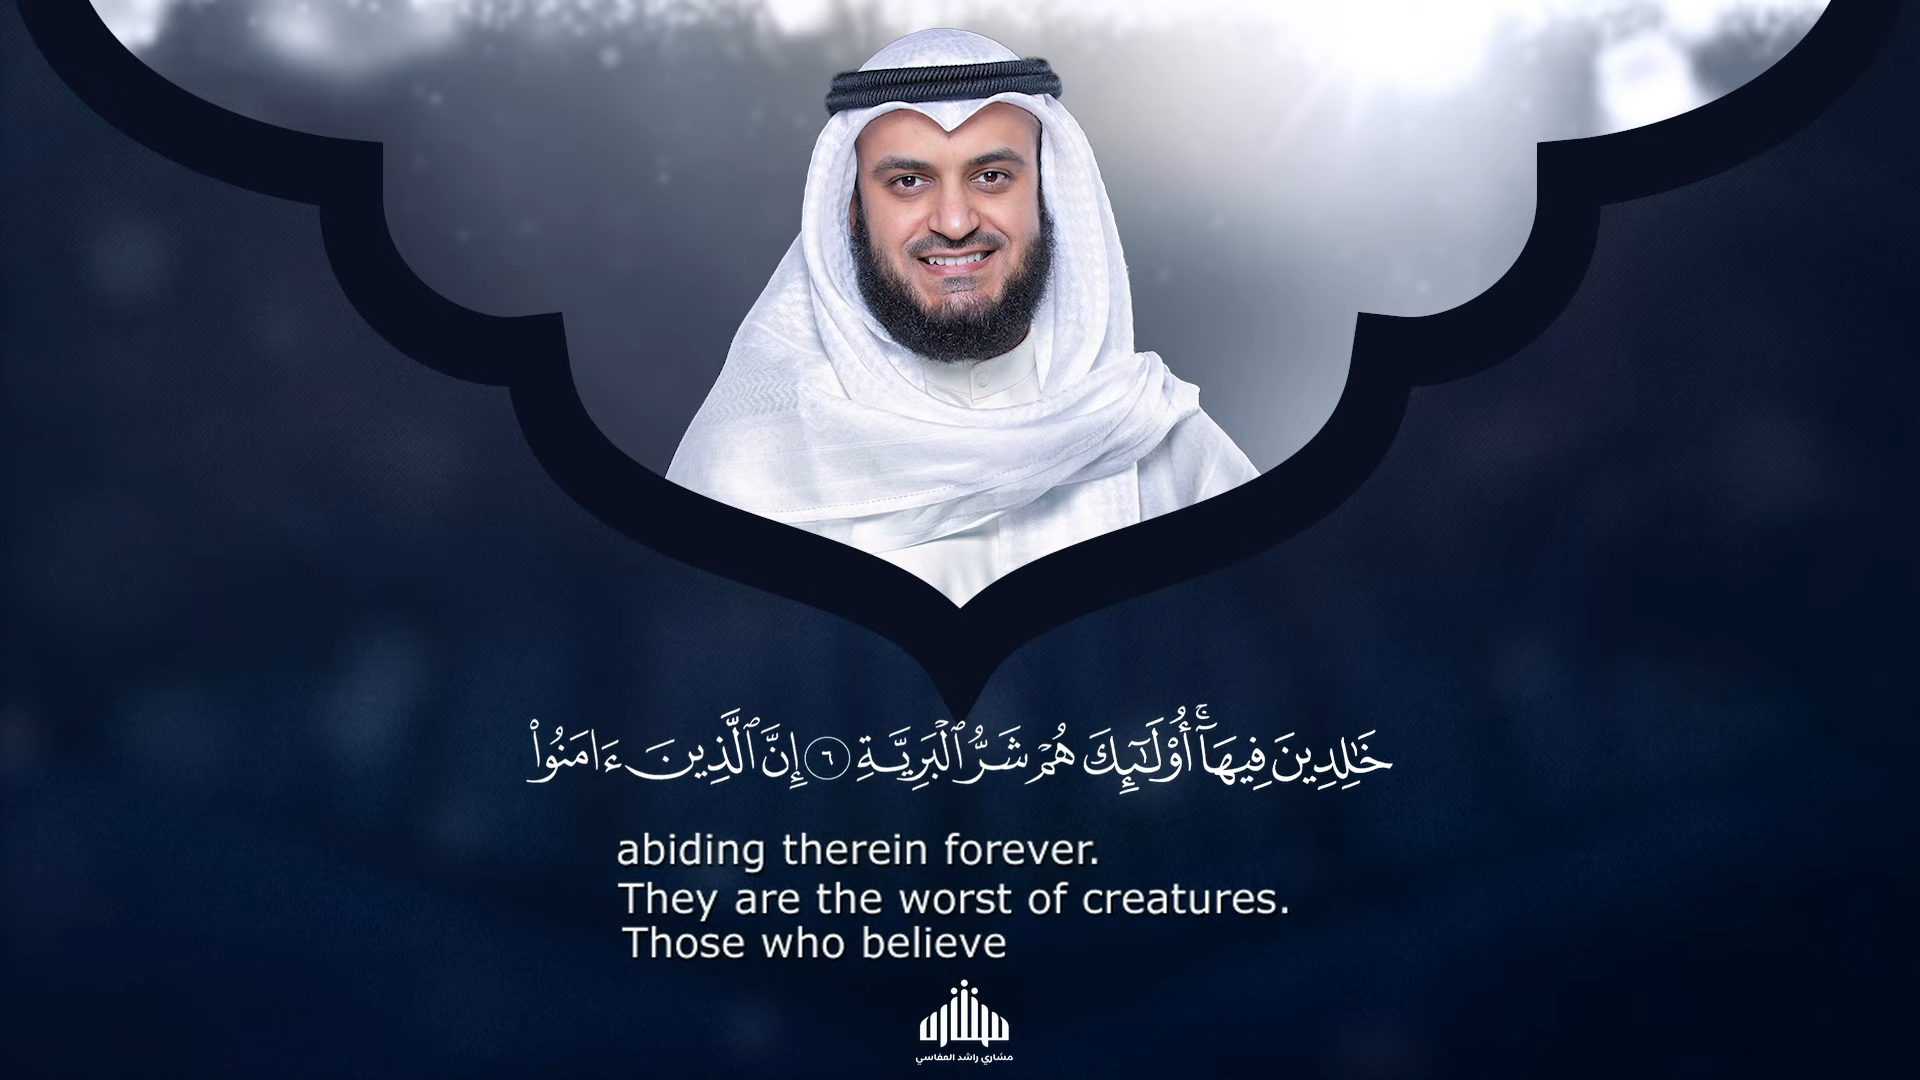 خَٰلِدِينَ فِيهَآۚ أُوْلَٰٓئِكَ هُمۡ شَرُّ ٱلۡبَرِيَّةِ ٦ إِنَّ ٱلَّذِينَ ءَامَنُواْ
abiding therein forever.
They are the worst of creatures.
Those who believe
مشاري راشد العفاسي